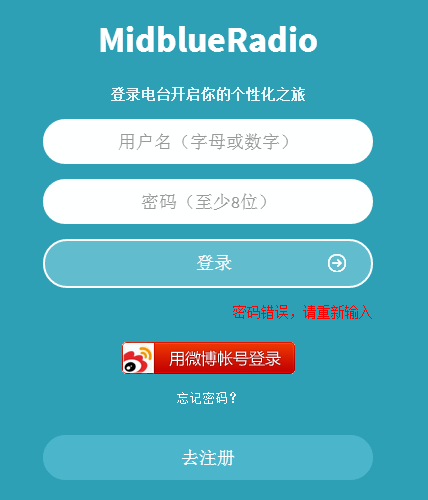 MidblueRadio
登录电台开启你的个性化之旅
用户名（字母或数字）
密码（至少8位）
登录
密码错误，请重新输入
用微博帐号登录
忘记密码？
去注册